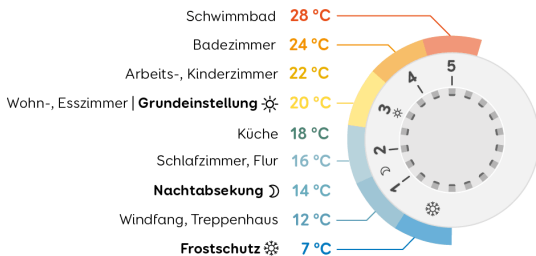 Schwimmbad 28 °C
Badezimmer 24 °C
Arbeits-, Kinderzimmer 22 °C
Wohn-, Esszimmer | Grundeinstellung 20 °C
Küche 18 °C
Schlafzimmer, Flur 16 °C
Nachtabsekung 14 °C
Windfang, Treppenhaus 12 °C
Frostschutz 7 °C
5
4
3
2
1